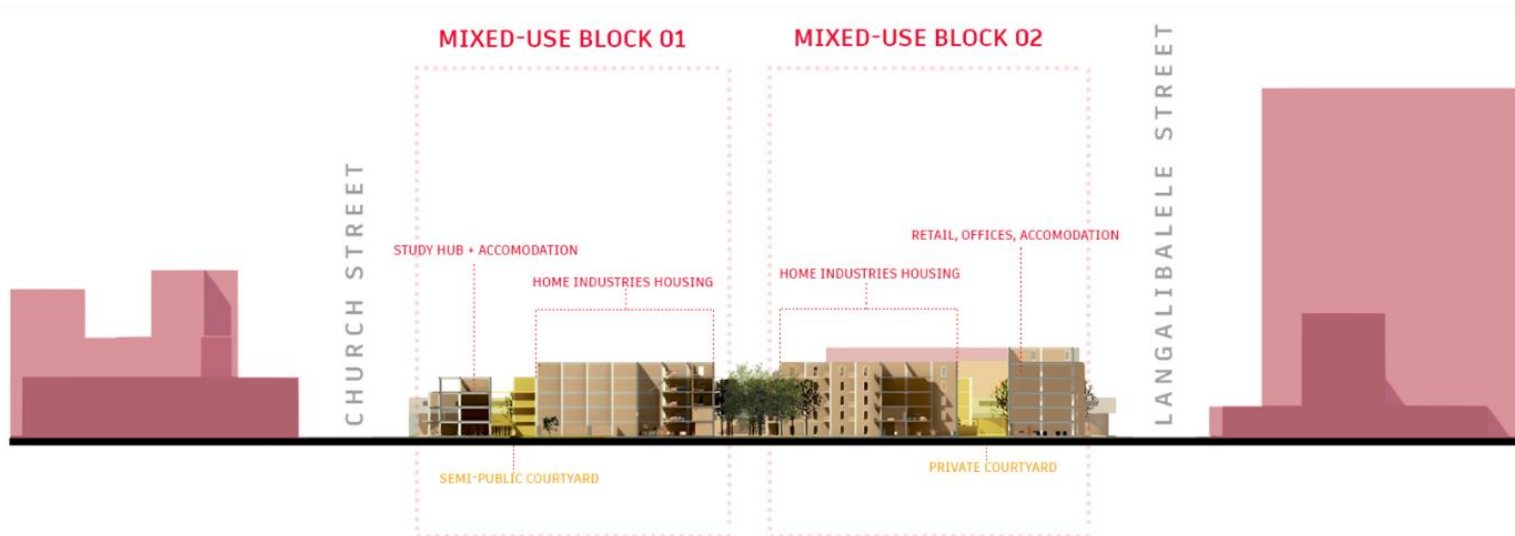 MIXED-USE BLOCK 01
MIXED-USE BLOCK 02
CHURCH STREET
LANGALIBALELE STREET
STUDY HUB + ACCOMODATION
HOME INDUSTRIES HOUSING
HOME INDUSTRIES HOUSING
RETAIL, OFFICES, ACCOMODATION
SEMI-PUBLIC COURTYARD
PRIVATE COURTYARD